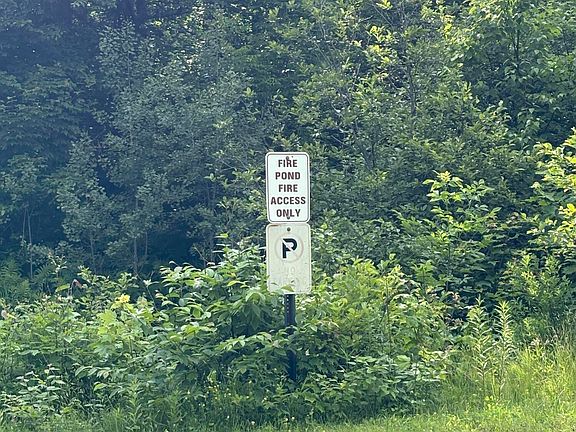 FIRE
POND
FIRE
ACCESS
ONLY
P